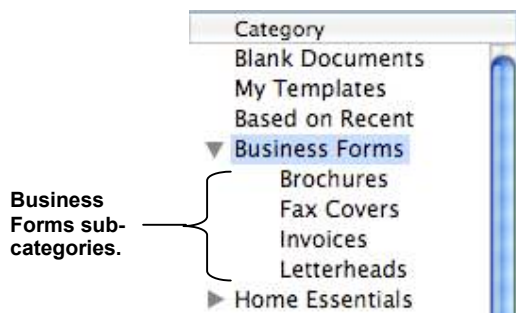 Category
Blank Documents
My Templates
Based on Recent
Business Forms
Brochures
Fax Covers
Invoices
Letterheads
Home Essentials
Business
Forms sub-
categories.